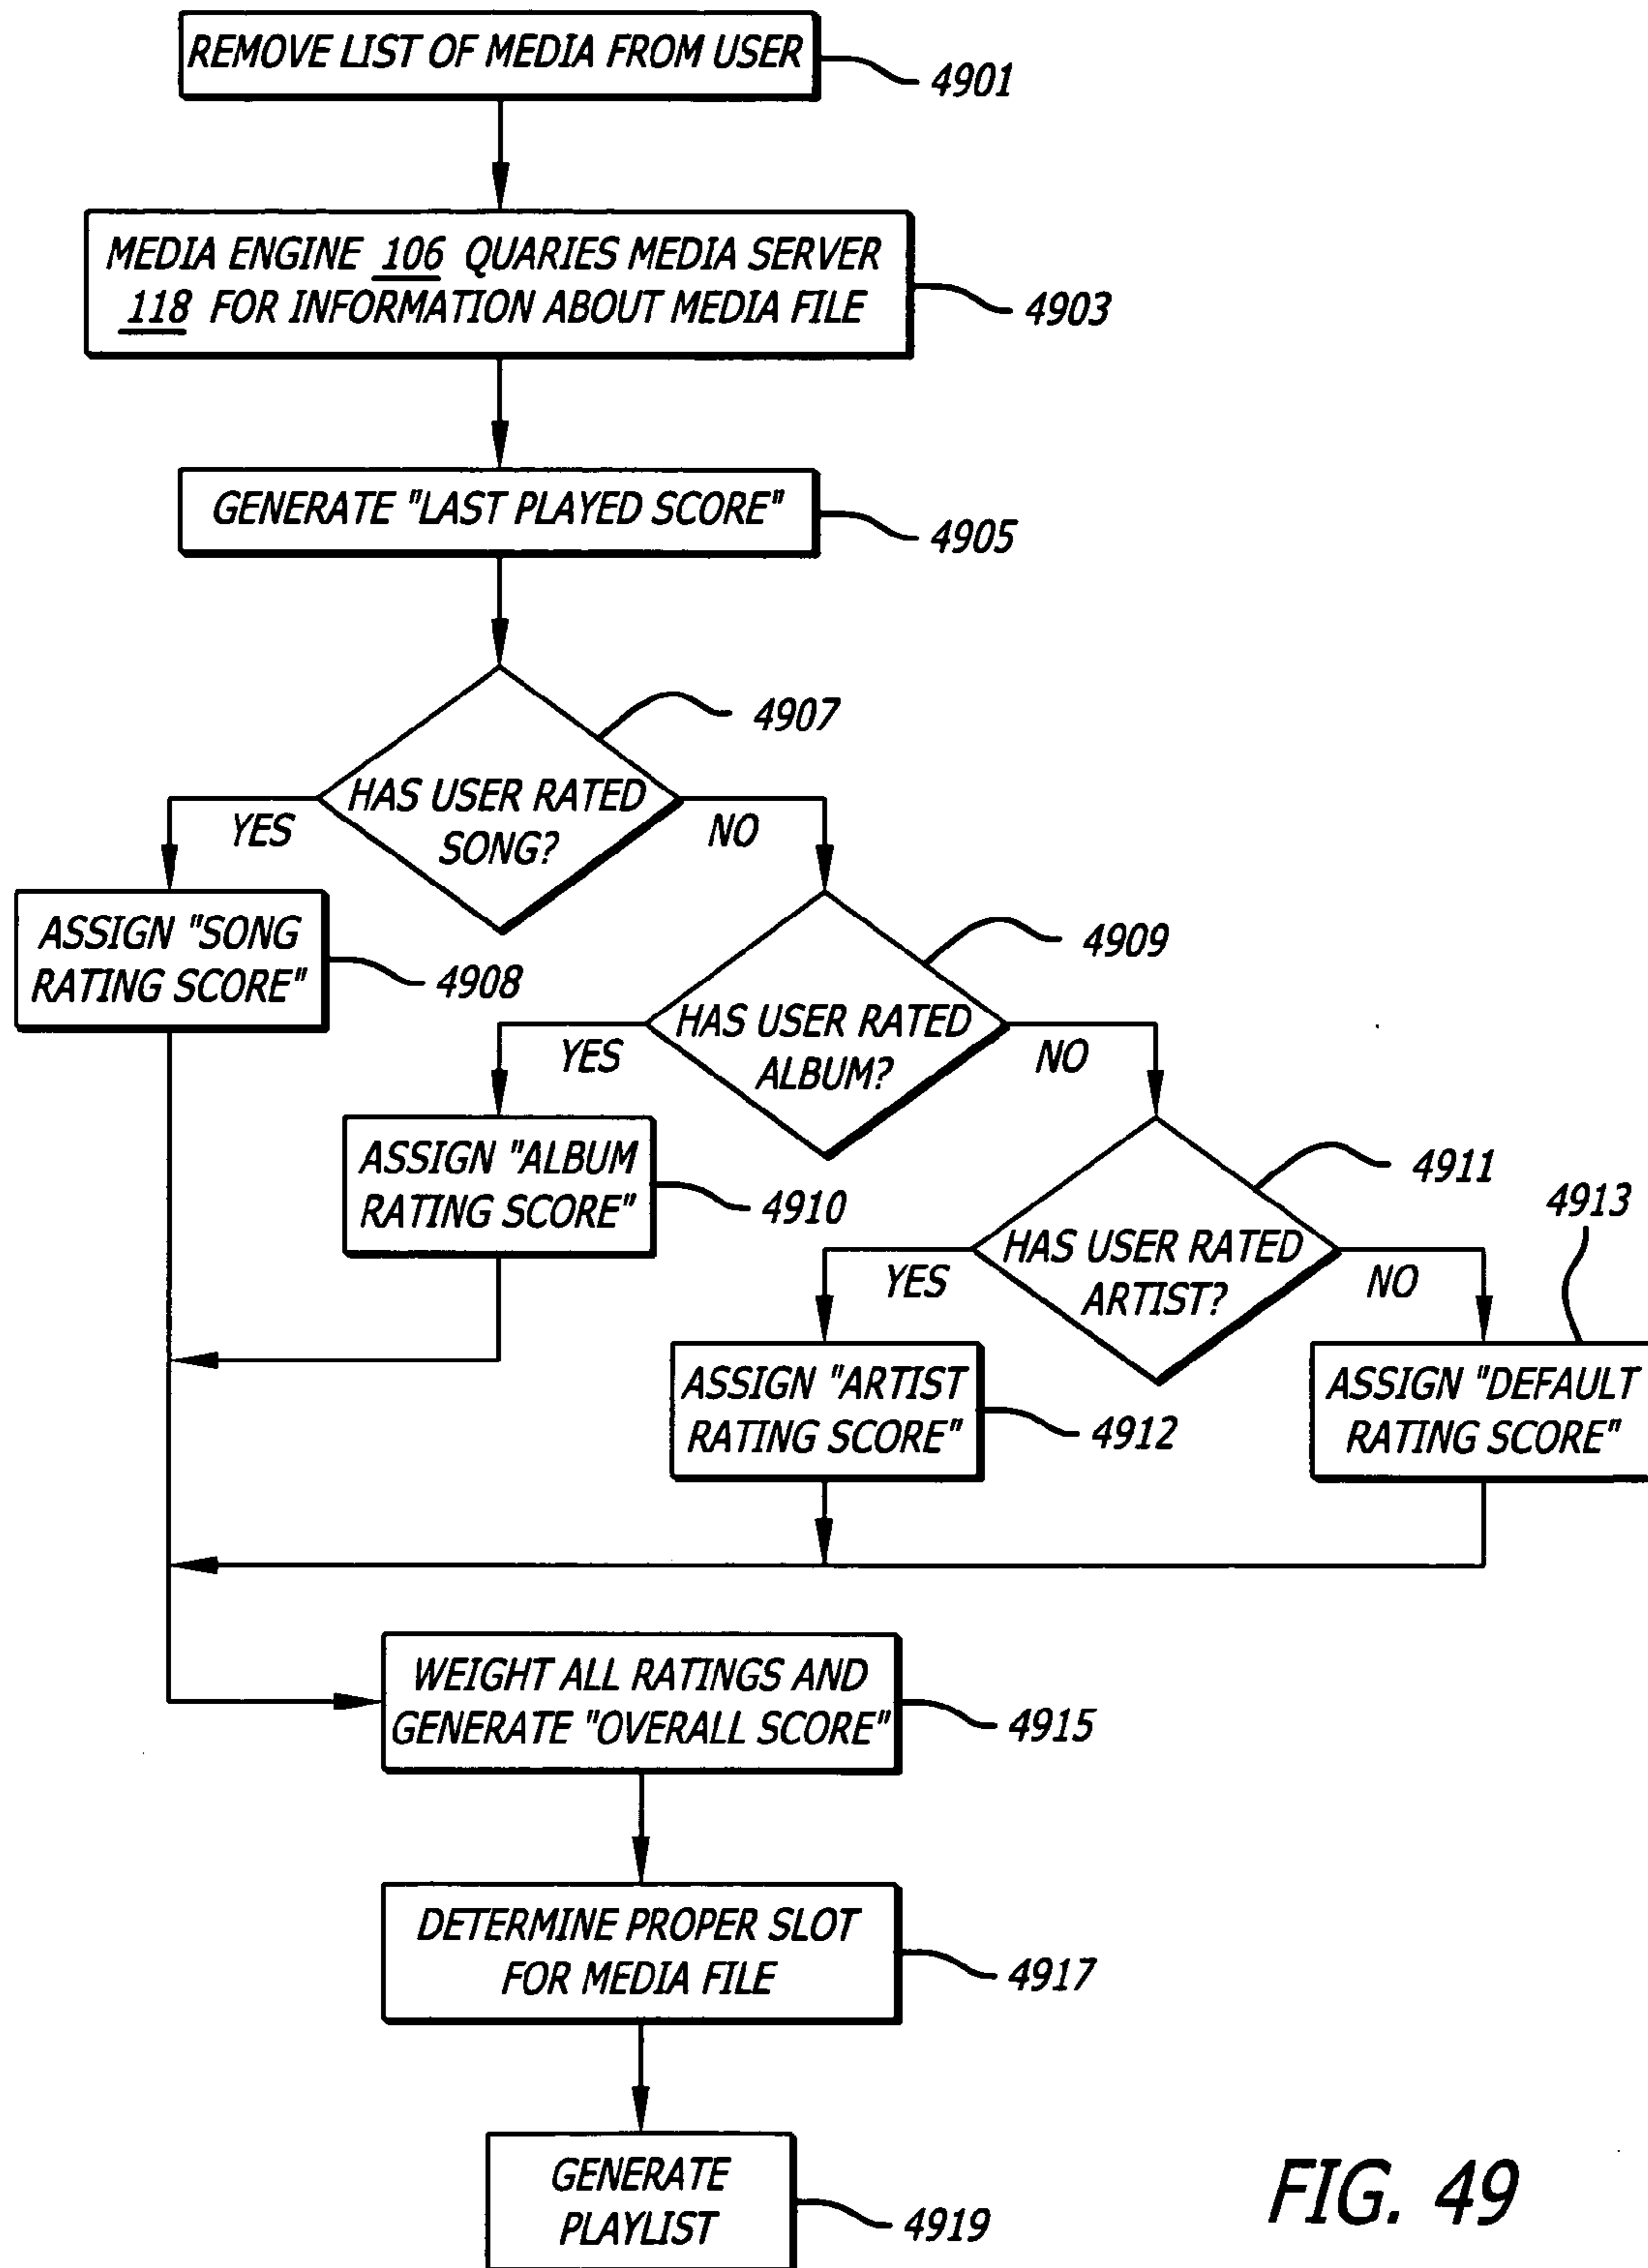 REMOVE LIST OF MEDIA FROM USER
4901
MEDIA ENGINE 106 QUARIES MEDIA SERVER
118 FOR INFORMATION ABOUT MEDIA FILE
4903
GENERATE "LAST PLAYED SCORE"
4905
4907
HAS USER RATED
SONG?
YES
NO
ASSIGN "SONG
RATING SCORE"
4908
4909
HAS USER RATED
ALBUM?
YES
NO
ASSIGN "ALBUM
RATING SCORE"
4910
4911
HAS USER RATED
ARTIST?
YES
NO
4913
ASSIGN "ARTIST
RATING SCORE"
4912
ASSIGN "DEFAULT
RATING SCORE"
WEIGHT ALL RATINGS AND
GENERATE "OVERALL SCORE"
4915
DETERMINE PROPER SLOT
FOR MEDIA FILE
4917
GENERATE
PLAYLIST
4919
FIG. 49